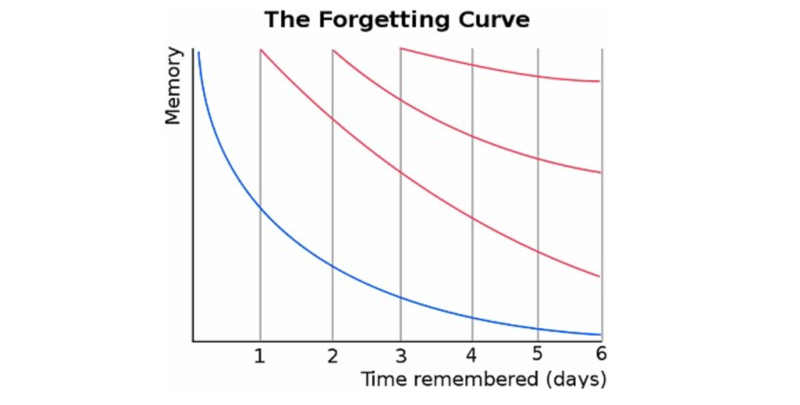 The Forgetting Curve
Memory
1 2 3 4 5 6
Time remembered (days)